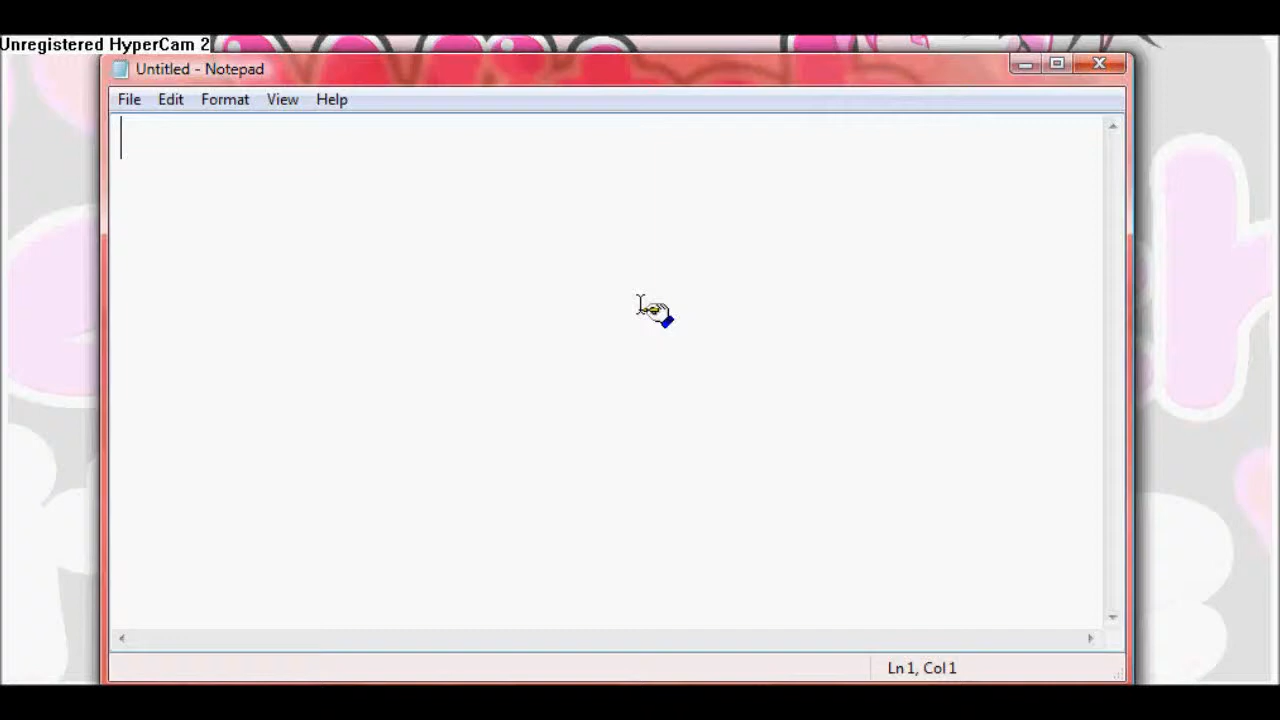 Unregistered HyperCam 2
Untitled - Notepad
File Edit Format View Help
Ln 1, Col 1